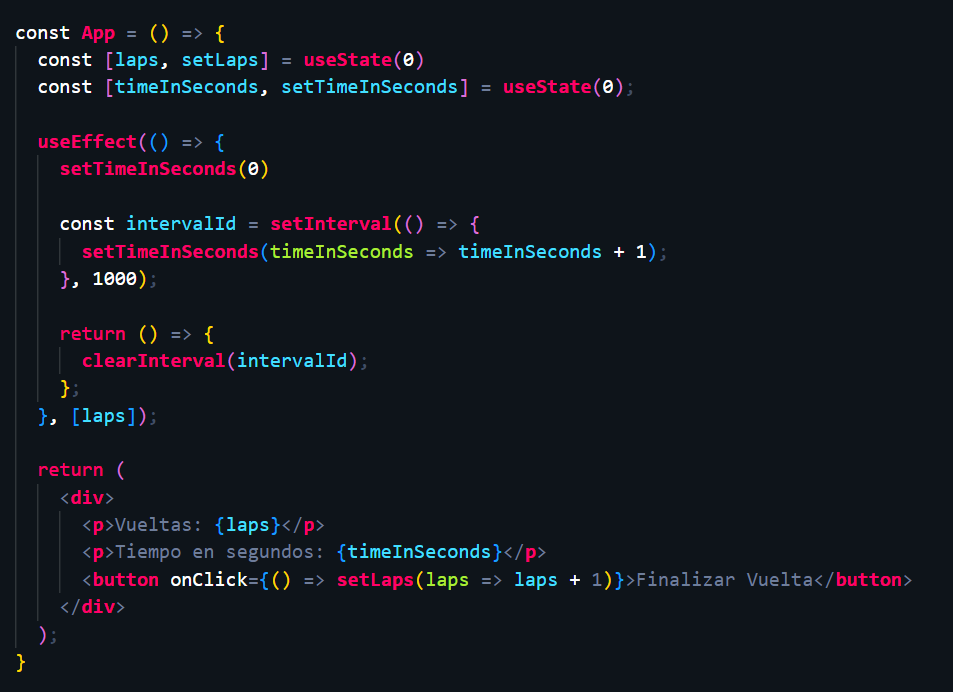 const App = () => {
  const [laps, setLaps] = useState(0)
  const [timeInSeconds, setTimeInSeconds] = useState(0);

  useEffect(() => {
    setTimeInSeconds(0)

    const intervalId = setInterval(() => {
      setTimeInSeconds(timeInSeconds => timeInSeconds + 1);
    }, 1000);

    return () => {
      clearInterval(intervalId);
    };
  }, [laps]);

  return (
    <div>
      <p>Vueltas: {laps}</p>
      <p>Tiempo en segundos: {timeInSeconds}</p>
      <button onClick={() => setLaps(laps => laps + 1)}>Finalizar Vuelta</button>
    </div>
  );
}